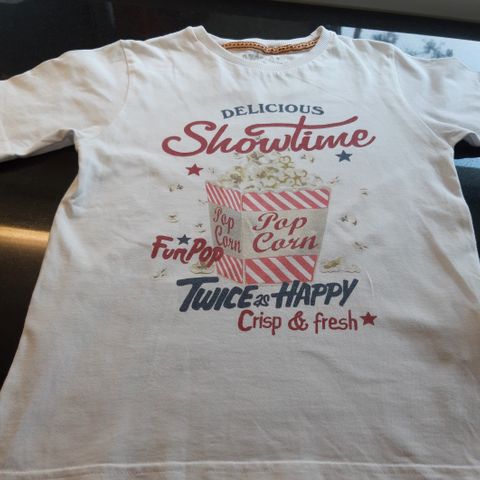 DELICIOUS
Showtime
Pop Corn
Pop Corn
FunPop
TWICE as HAPPY
Crisp & fresh